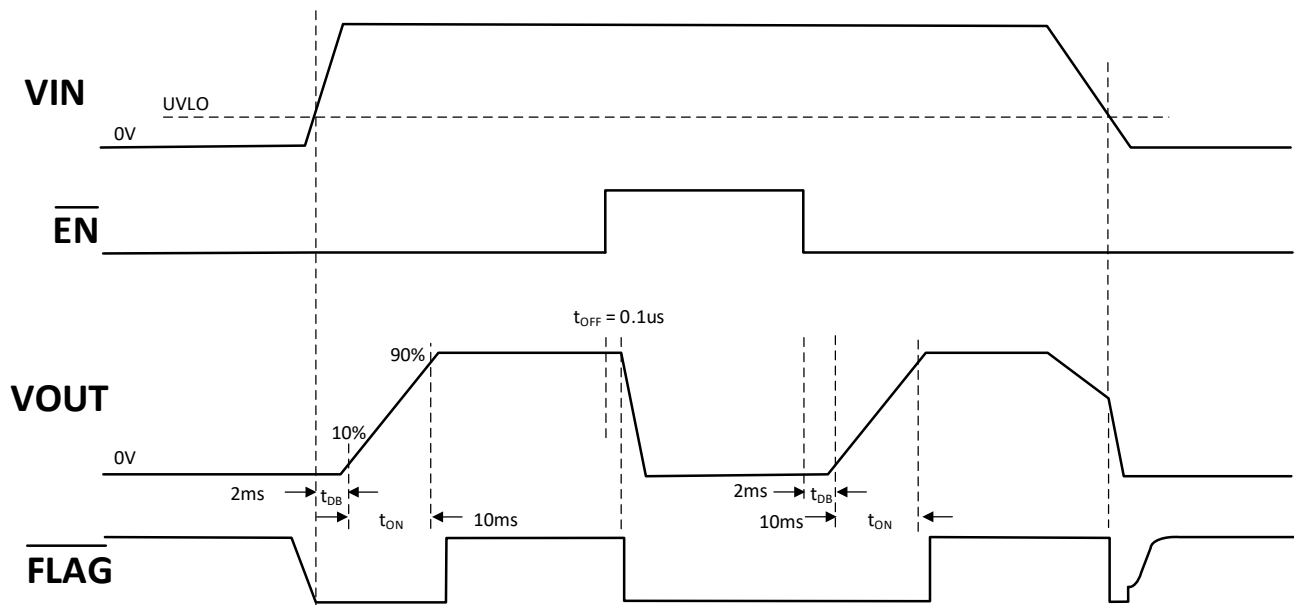 VIN
UVLO
0V
EN
tOFF = 0.1us
VOUT
90%
10%
0V
2ms
tDB
tON
10ms
2ms
tDB
10ms
tON
FLAG